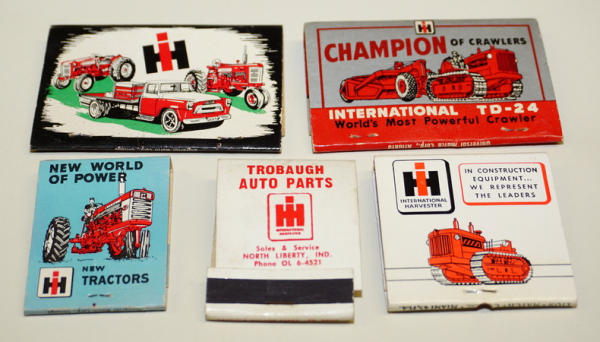 IH
IH
CHAMPION OF CRAWLERS
INTERNATIONAL TD-24
World's Most Powerful Crawler
NEW WORLD
OF POWER
IH
NEW
TRACTORS
TROBAUGH
AUTO PARTS
IH
INTERNATIONAL
HARVESTER
Sales & Service
NORTH LIBERTY, IND.
Phone OL 6-4521
IH
INTERNATIONAL
HARVESTER
IN CONSTRUCTION
EQUIPMENT...
WE REPRESENT
THE LEADERS